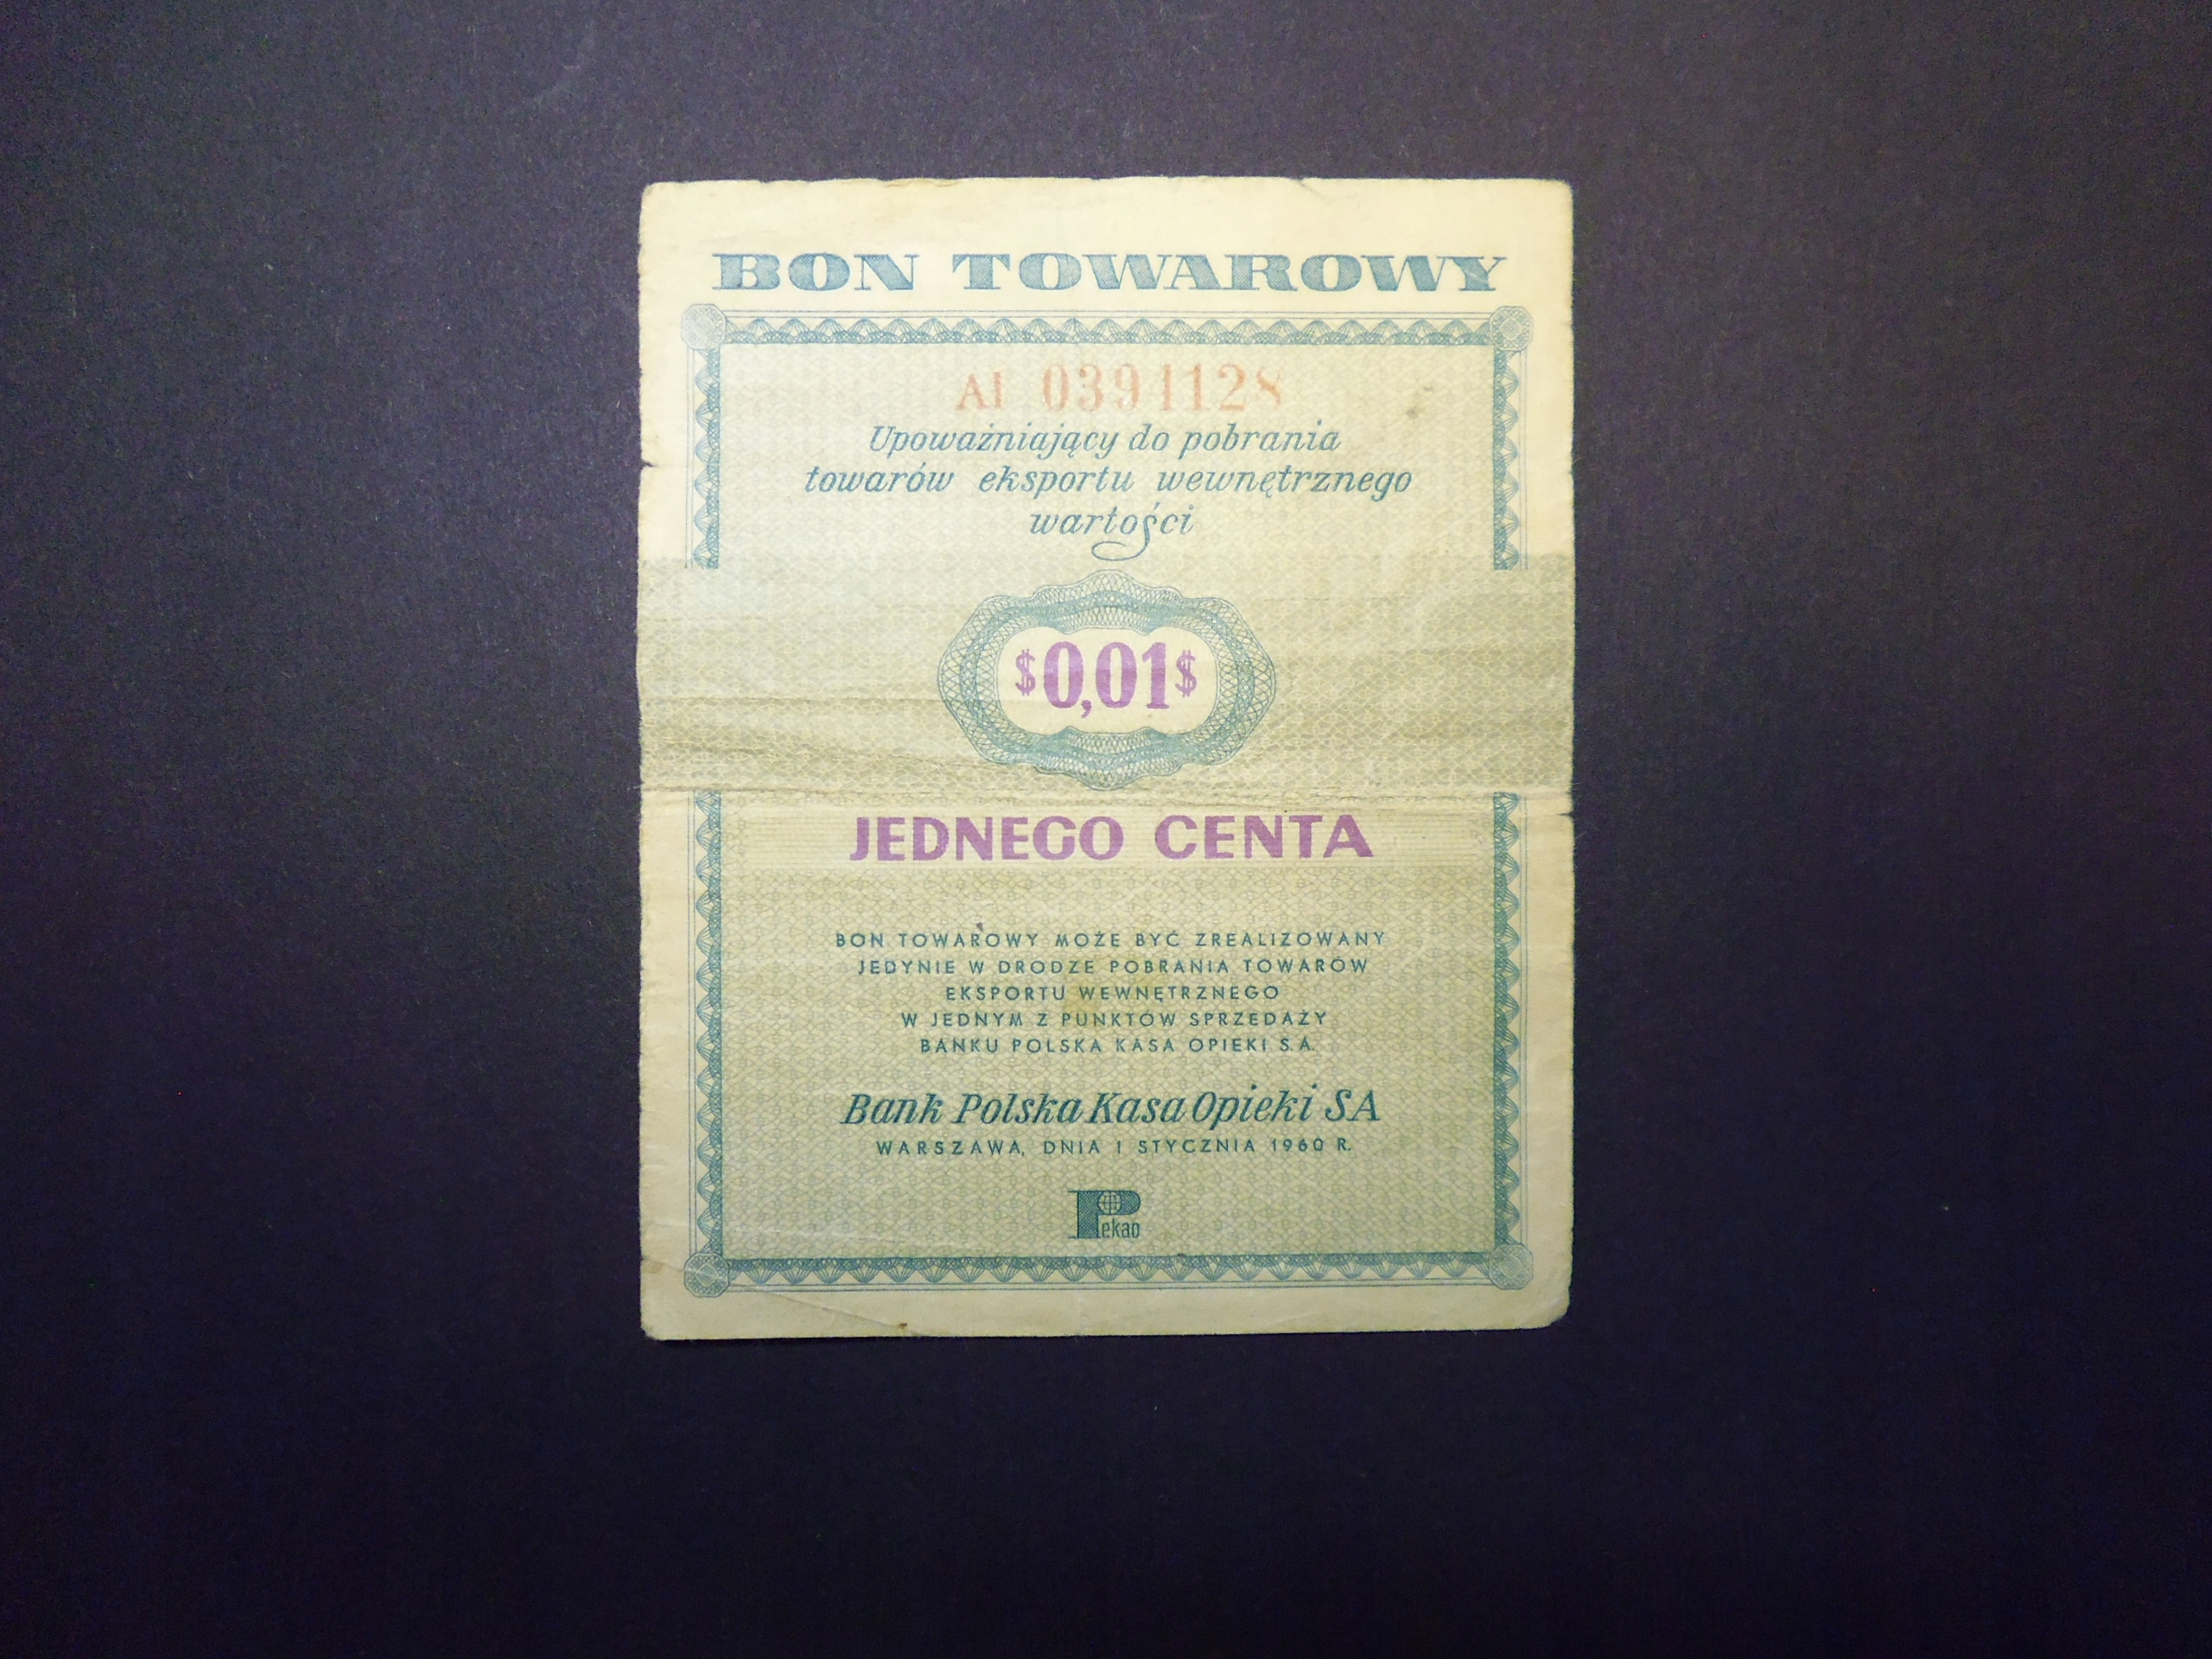 BON TOWAROWY
AI 0394128
Upoważniający do pobrania
towarów eksportu wewnętrznego
wartości
$0,01$
JEDNEGO CENTA
BON TOWAROWY MOŻE BYĆ ZREALIZOWANY
JEDYNIE W DRODZE POBRANIA TOWARÓW
EKSPORTU WEWNĘTRZNEGO
W JEDNYM Z PUNKTÓW SPRZEDAŻY
BANKU POLSKA KASA OPIEKI S.A.
Bank Polska Kasa Opieki SA
WARSZAWA, DNIA 1 STYCZNIA 1960 R.
Pekao